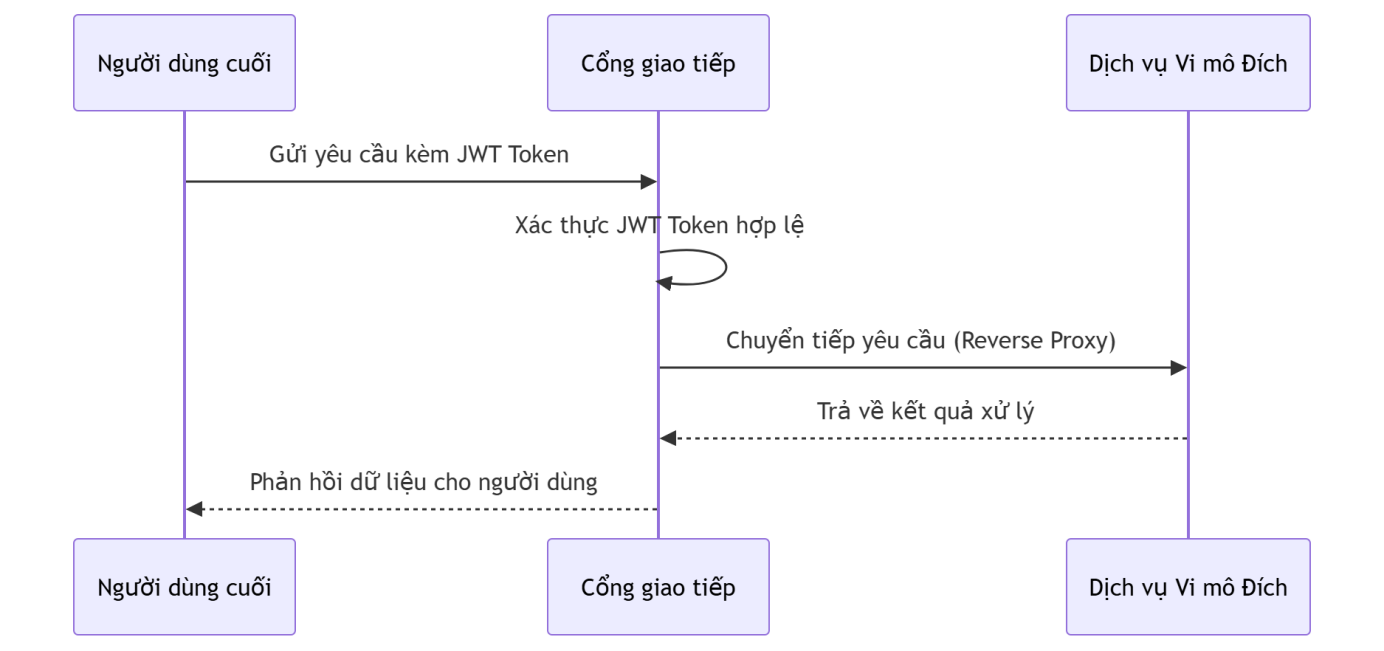 Người dùng cuối
Cổng giao tiếp
Dịch vụ Vi mô Đích
Gửi yêu cầu kèm JWT Token
Xác thực JWT Token hợp lệ
Chuyển tiếp yêu cầu (Reverse Proxy)
Trả về kết quả xử lý
Phản hồi dữ liệu cho người dùng
Người dùng cuối
Cổng giao tiếp
Dịch vụ Vi mô Đích